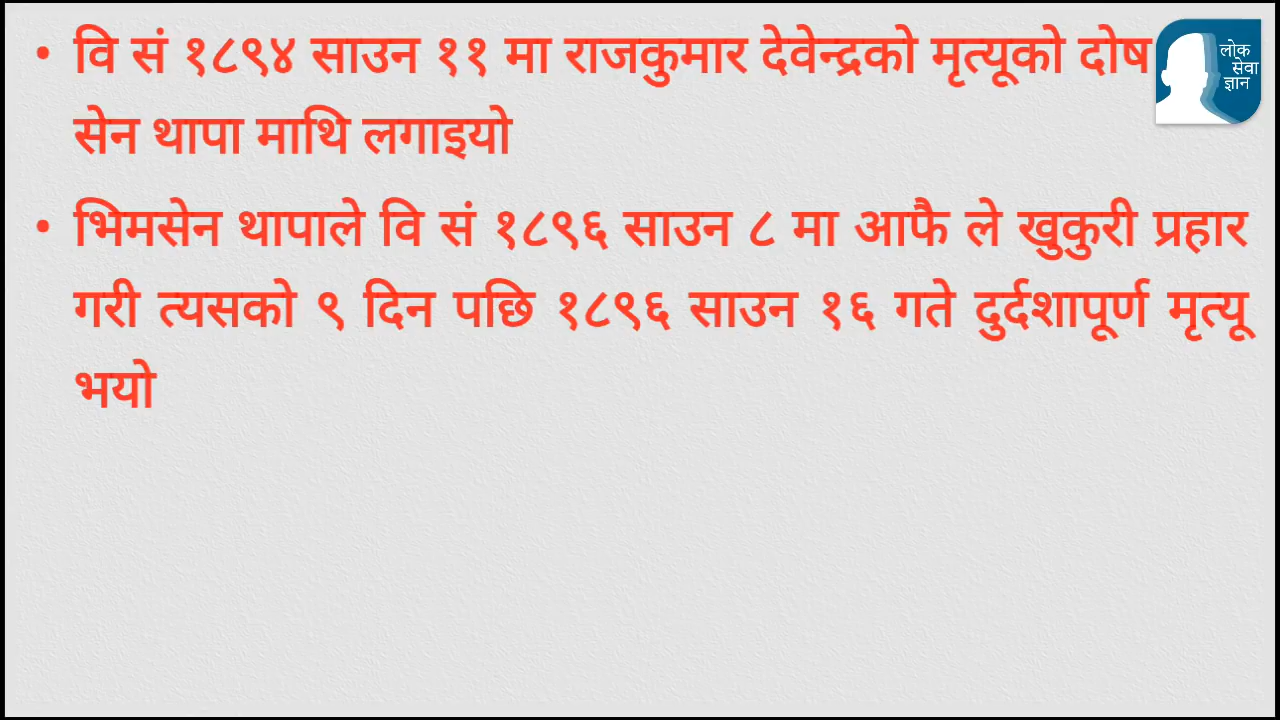 • वि सं १८९४ साउन ११ मा राजकुमार देवेन्द्रको मृत्यूको दोष
सेन थापा माथि लगाइयो
• भिमसेन थापाले वि सं १८९६ साउन ८ मा आफै ले खुकुरी प्रहार
गरी त्यसको ९ दिन पछि १८९६ साउन १६ गते दुर्दशापूर्ण मृत्यू
भयो
लोक
सेवा
ज्ञान